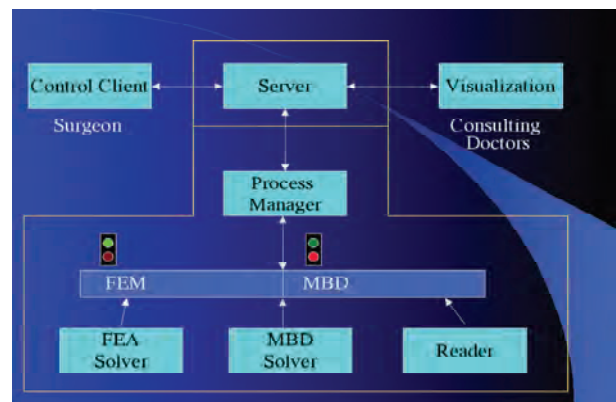 Control Client
Server
Visualization
Surgeon
Consulting
Doctors
Process
Manager
FEM
MBD
FEA
Solver
MBD
Solver
Reader